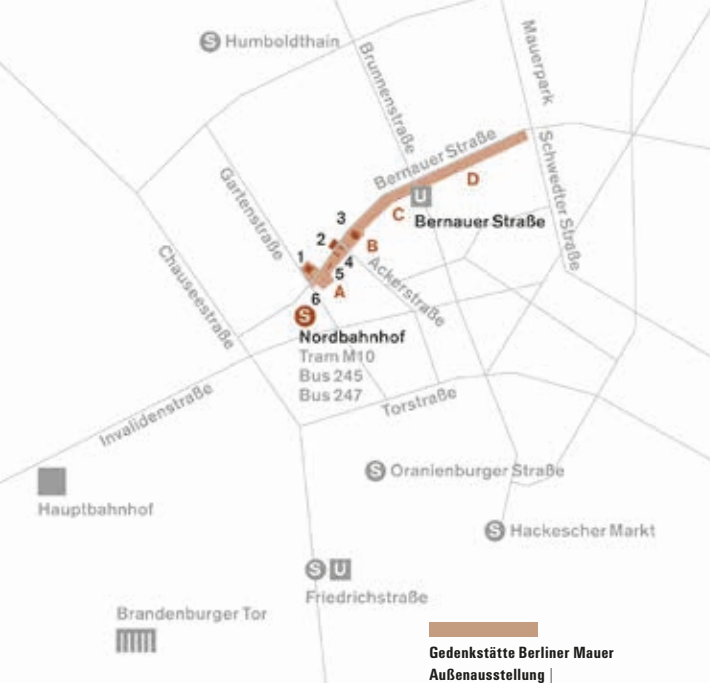 S Humboldthain
Brunnenstraße
Mauerpark
Bernauer Straße
D
Schwedter Straße
Gartenstraße
U
C
3
Bernauer Straße
2
B
1
4
Ackerstraße
5
A
Chausseestraße
6
S
Nordbahnhof
Tram M10
Bus 245
Bus 247
Torstraße
Invalidenstraße
S Oranienburger Straße
Hauptbahnhof
S Hackescher Markt
S U
Friedrichstraße
Brandenburger Tor
Gedenkstätte Berliner Mauer
Außenausstellung |